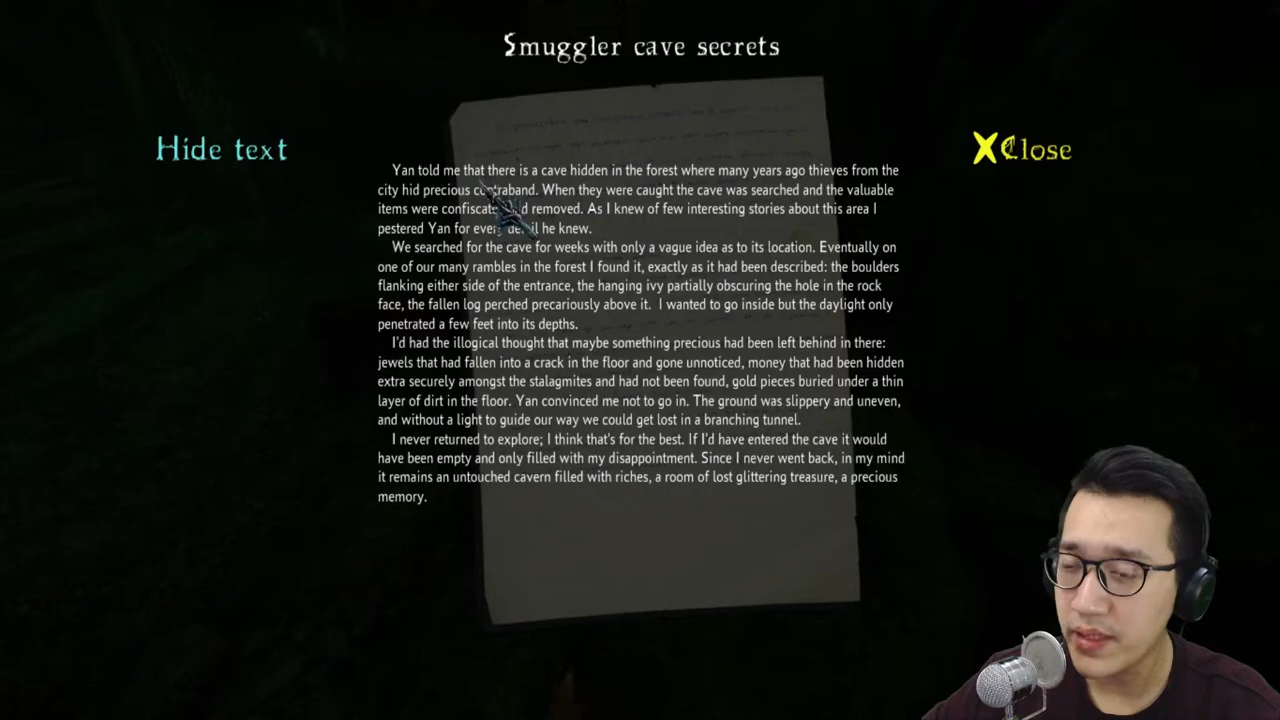 Smuggler cave secrets
Hide text
Close
Yan told me that there is a cave hidden in the forest where many years ago thieves from the
city hid precious contraband. When they were caught the cave was searched and the valuable
items were and removed. As I knew of few interesting stories about this area I
pestered Yan for every detail he knew.
We searched for the cave for weeks with only a vague idea as to its location. Eventually on
one of our many rambles in the forest I found it, exactly as it had been described: the boulders
flanking either side of the entrance, the hanging ivy partially obscuring the hole in the rock
face, the fallen log perched precariously above it. I wanted to go inside but the daylight only
penetrated a few feet into its depths.
I'd had the illogical thought that maybe something precious had been left behind in there:
jewels that had fallen into a crack in the floor and gone unnoticed, money that had been hidden
extra securely amongst the stalagmites and had not been found, gold pieces buried under a thin
layer of dirt in the floor. Yan convinced me not to go in. The ground was slippery and uneven,
and without a light to guide our way we could get lost in a branching tunnel.
I never returned to explore; I think that's for the best. If I'd have entered the cave it would
have been empty and only filled with my disappointment. Since I never went back, in my mind
it remains an untouched cavern filled with riches, a room of lost glittering treasure, a precious
memory.